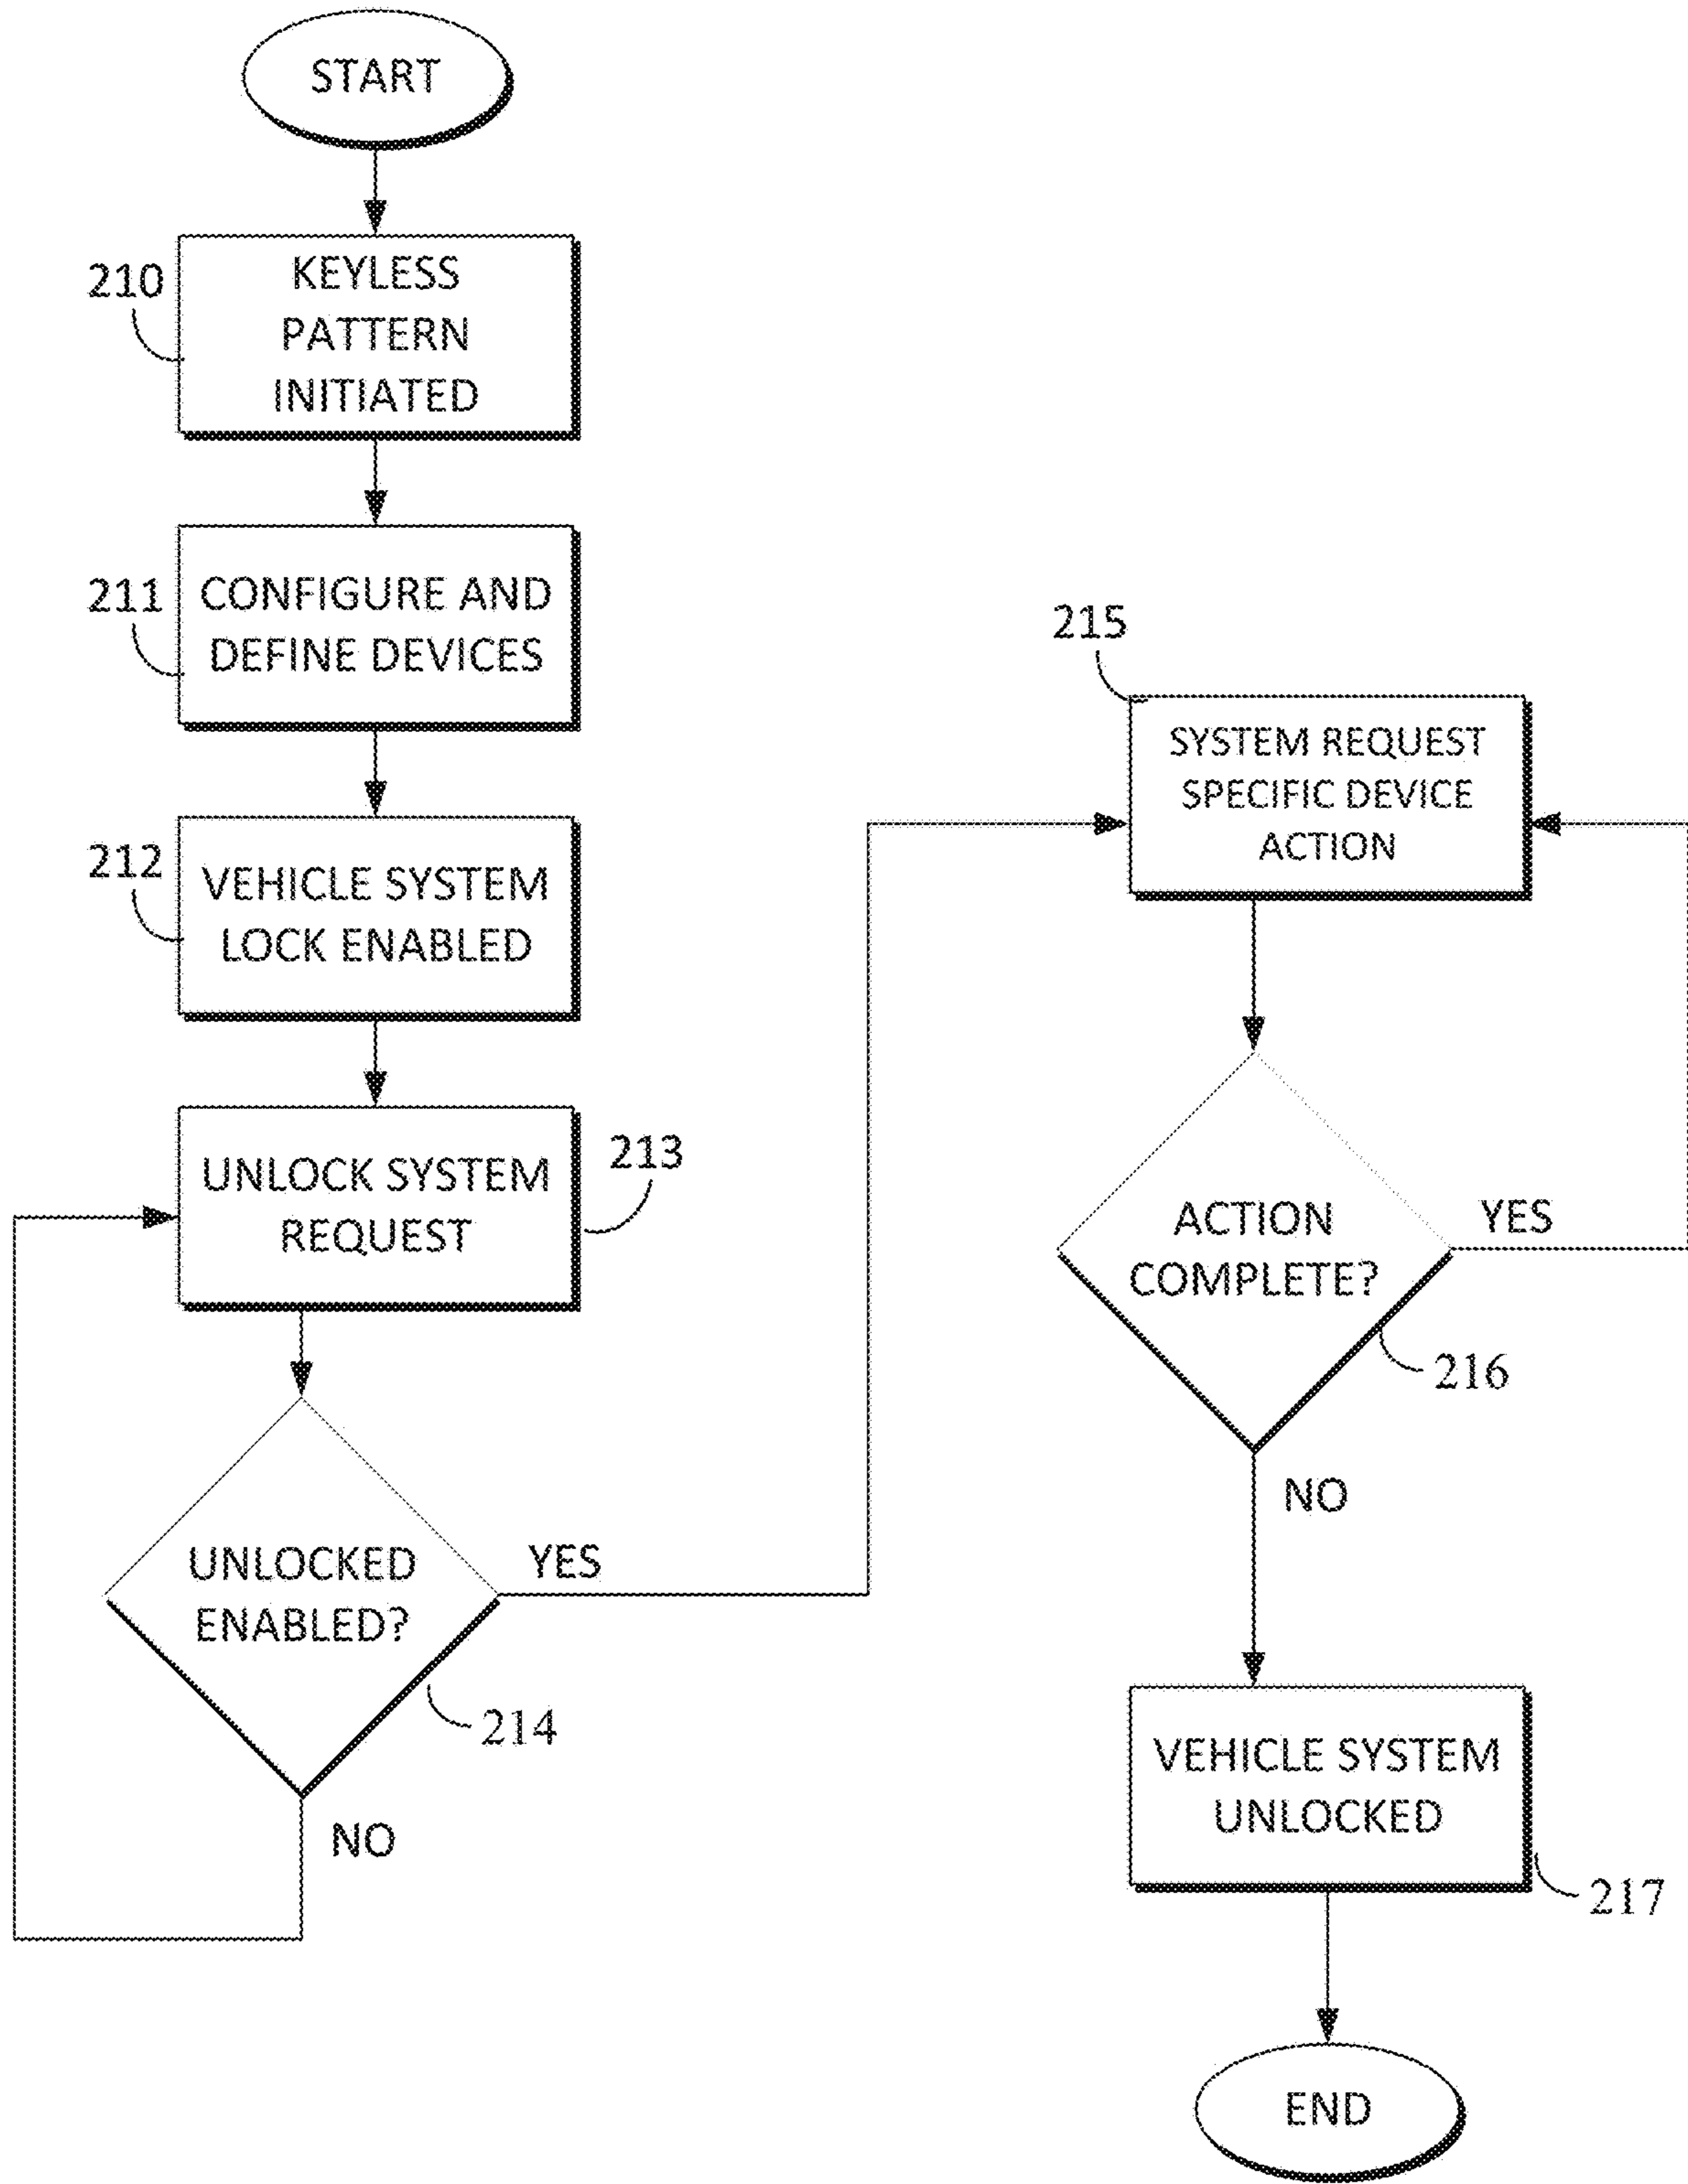 START
210
KEYLESS
PATTERN
INITIATED
211
CONFIGURE AND
DEFINE DEVICES
212
VEHICLE SYSTEM
LOCK ENABLED
213
UNLOCK SYSTEM
REQUEST
UNLOCKED
ENABLED?
YES
214
NO
215
SYSTEM REQUEST
SPECIFIC DEVICE
ACTION
ACTION
COMPLETE?
YES
216
NO
VEHICLE SYSTEM
UNLOCKED
217
END